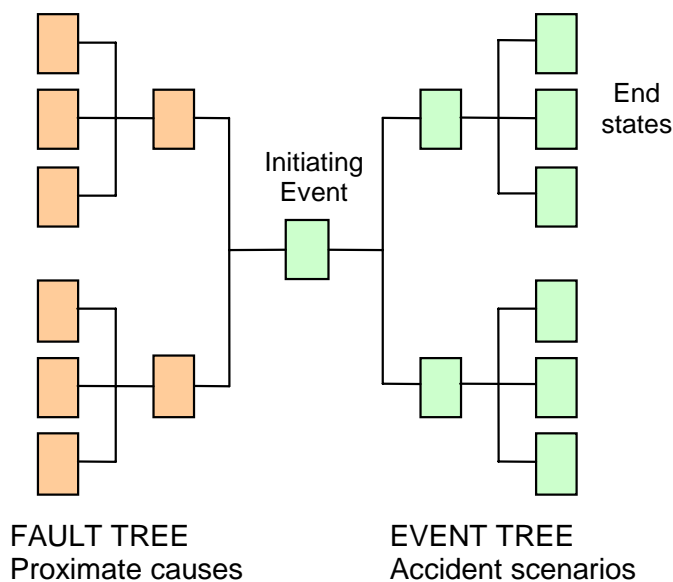 End
states
Initiating
Event
FAULT TREE
Proximate causes
EVENT TREE
Accident scenarios